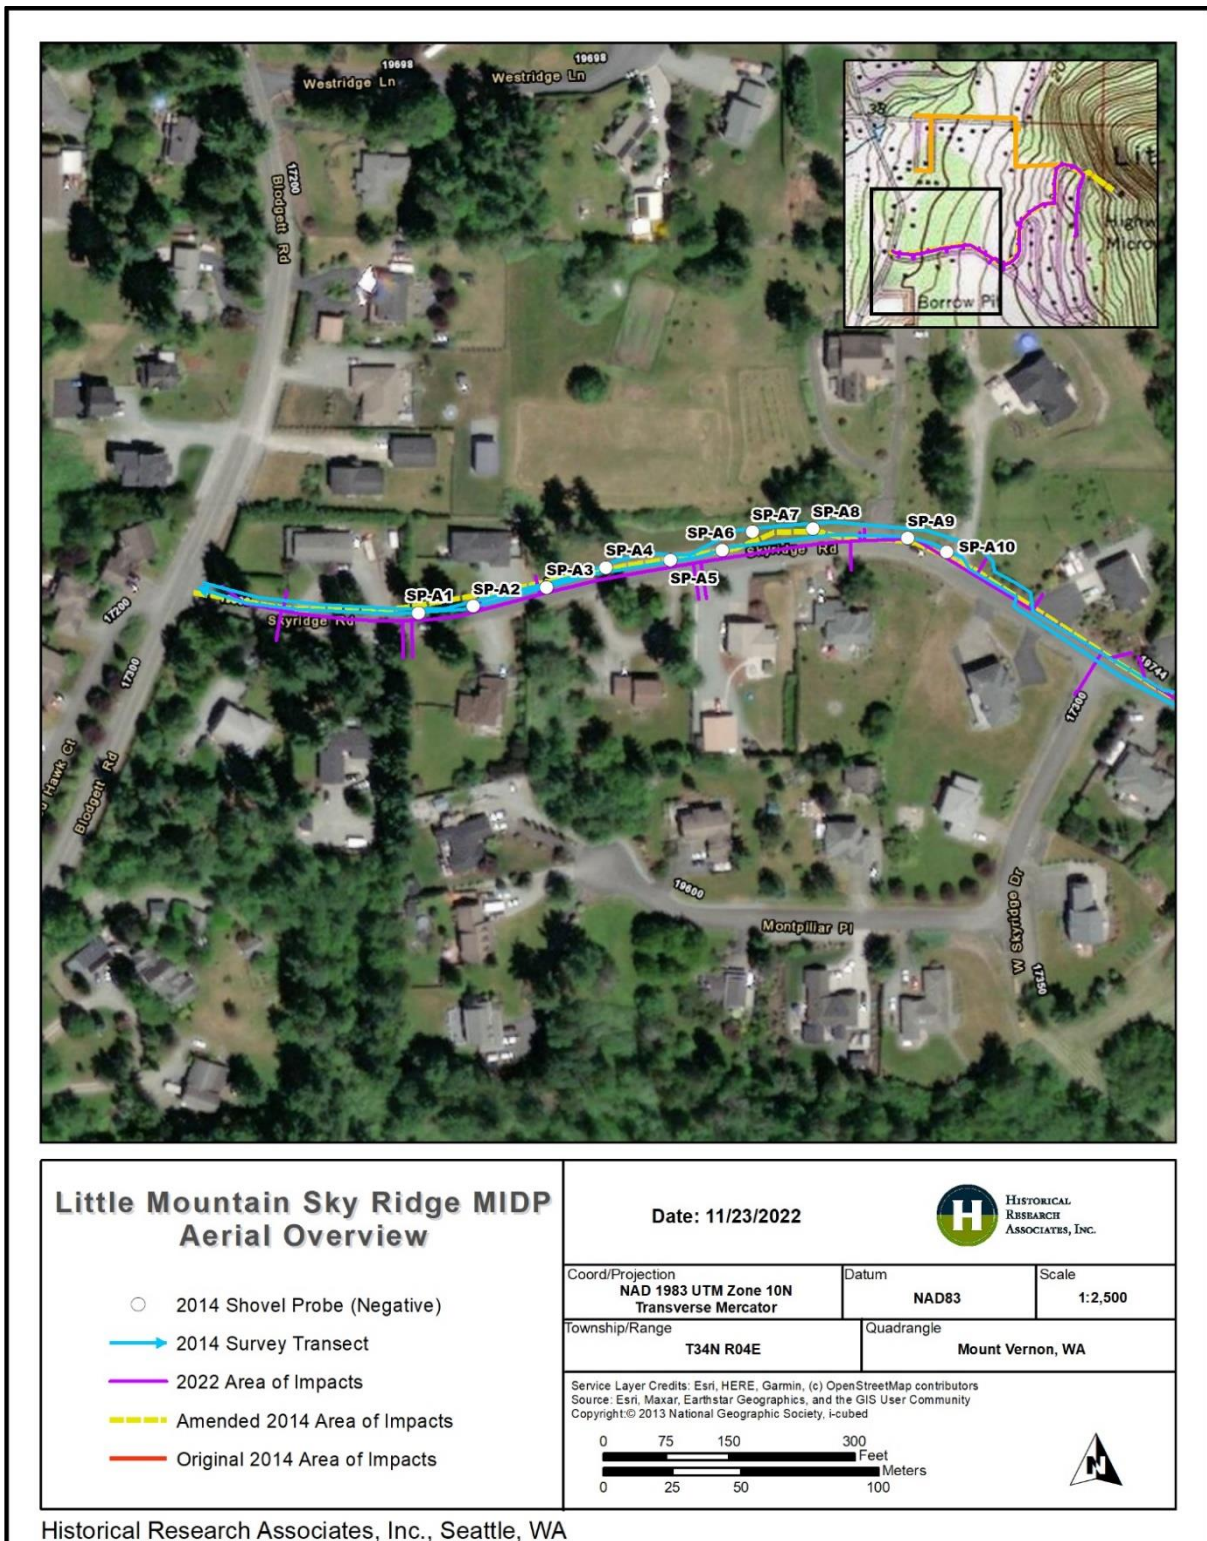 19698
19698
Westridge Ln
Westridge Ln
38
20
Lit
17200
Blodgett Rd
Highw
Micro
Borrow Pit
SP-A7
SP-A8
SP-A6
SP-A9
SP-A4
Skyridge Rd
SP-A10
SP-A3
SP-A5
SP-A2
SP-A1
17200
Skyridge Rd
17300
19744
17300
Hawk Ct
Blodgett Rd
19600
Montpillar Pl
W Skyridge Dr
17350
Little Mountain Sky Ridge MIDP
Aerial Overview
2014 Shovel Probe (Negative)
2014 Survey Transect
2022 Area of Impacts
Amended 2014 Area of Impacts
Original 2014 Area of Impacts
Date: 11/23/2022
H
HISTORICAL
RESEARCH
ASSOCIATES, INC.
Coord/Projection
NAD 1983 UTM Zone 10N
Transverse Mercator
Datum
NAD83
Scale
1:2,500
Township/Range
T34N R04E
Quadrangle
Mount Vernon, WA
Service Layer Credits: Esri, HERE, Garmin, (c) OpenStreetMap contributors
Source: Esri, Maxar, Earthstar Geographics, and the GIS User Community
Copyright:© 2013 National Geographic Society, i-cubed
0 75 150 300
Feet
Meters
0 25 50 100
N
Historical Research Associates, Inc., Seattle, WA